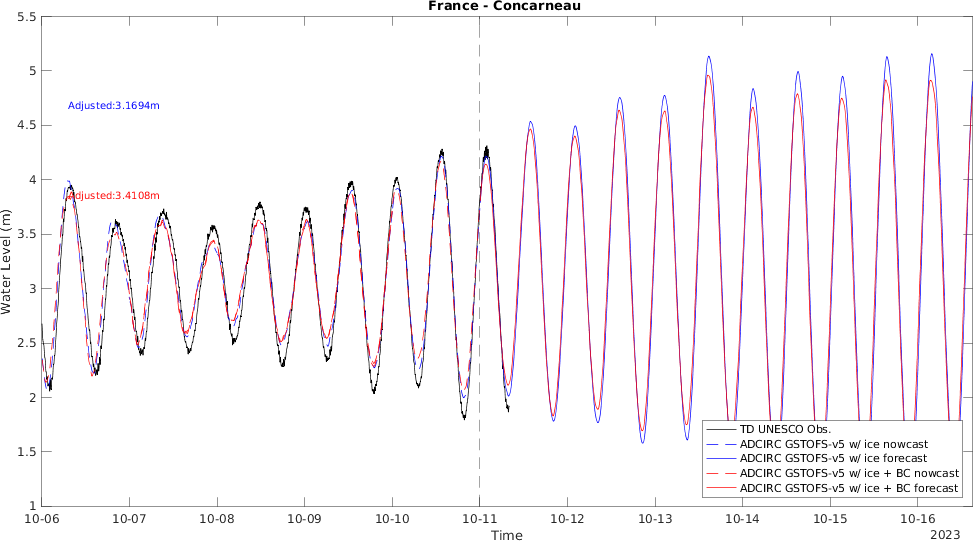 France - Concarneau
5.5
5
4.5
4
3.5
3
2.5
2
1.5
1
Water Level (m)
Adjusted:3.1694m
Adjusted:3.4108m
TD UNESCO Obs.
ADCIRC GSTOFS-v5 w/ ice nowcast
ADCIRC GSTOFS-v5 w/ ice forecast
ADCIRC GSTOFS-v5 w/ ice + BC nowcast
ADCIRC GSTOFS-v5 w/ ice + BC forecast
10-06 10-07 10-08 10-09 10-10 10-11 10-12 10-13 10-14 10-15 10-16
Time
2023